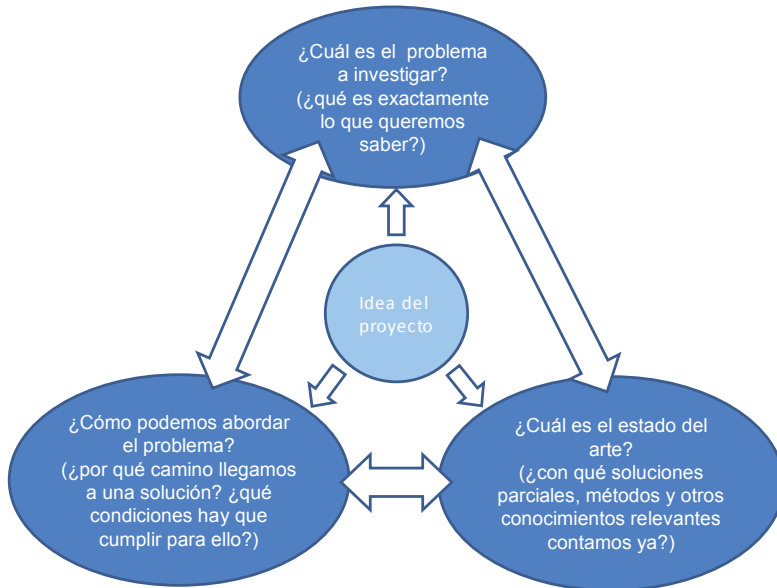 ¿Cuál es el problema
a investigar?
(¿qué es exactamente
lo que queremos
saber?)
Idea del
proyecto
¿Cómo podemos abordar
el problema?
(¿por qué camino llegamos
a una solución? ¿qué
condiciones hay que
cumplir para ello?)
¿Cuál es el estado del
arte?
(¿con qué soluciones
parciales, métodos y otros
conocimientos relevantes
contamos ya?)